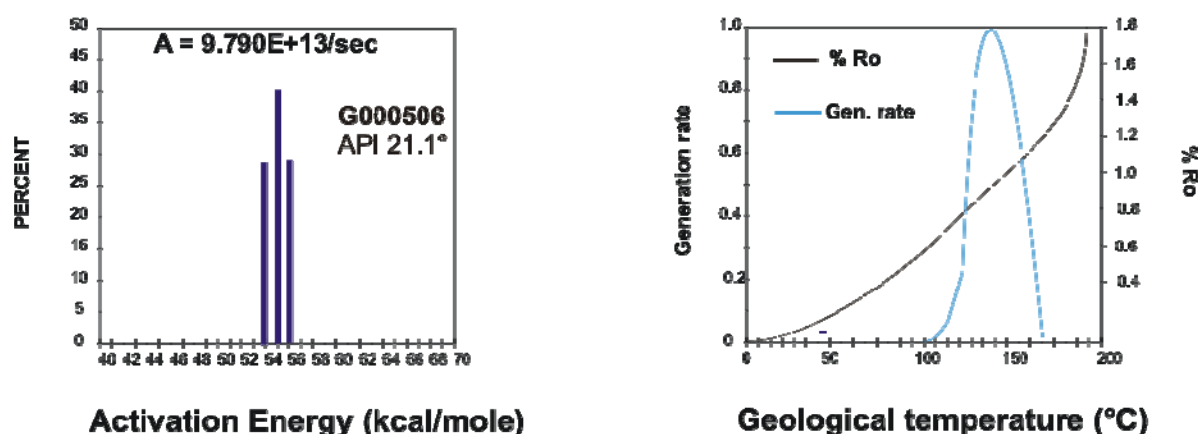 A = 9.790E+13/sec
G000506
API 21.1°
PERCENT
50
45
40
35
30
25
20
15
10
5
0
40 42 44 46 48 50 52 54 56 58 60 62 64 66 68 70
Activation Energy (kcal/mole)
% Ro
Gen. rate
Generation rate
1.0
0.8
0.6
0.4
0.2
0
% Ro
1.8
1.6
1.4
1.2
1.0
0.8
0.6
0.4
0 50 100 150 200
Geological temperature (°C)